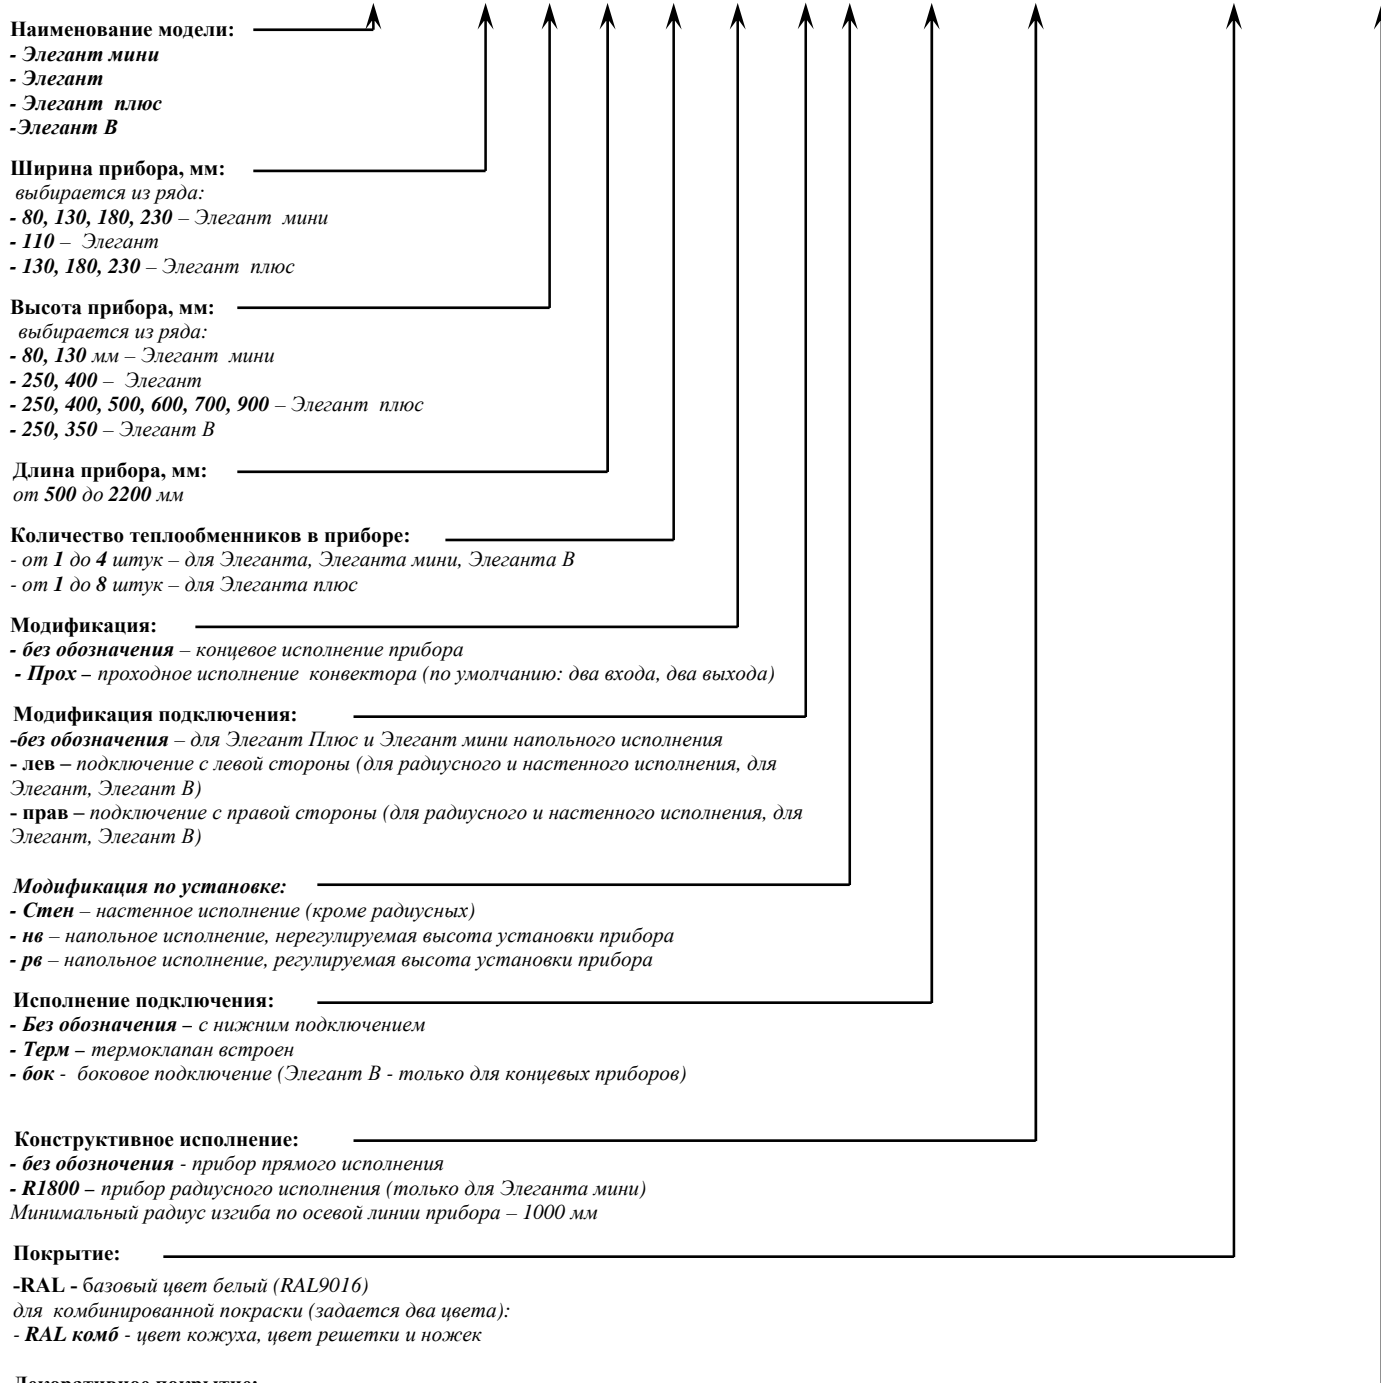 Наименование модели:
- Элегант мини
- Элегант
- Элегант плюс
-Элегант В
Ширина прибора, мм:
выбирается из ряда:
- 80, 130, 180, 230 – Элегант мини
- 110 – Элегант
- 130, 180, 230 – Элегант плюс
Высота прибора, мм:
выбирается из ряда:
- 80, 130 мм – Элегант мини
- 250, 400 – Элегант
- 250, 400, 500, 600, 700, 900 – Элегант плюс
- 250, 350 – Элегант В
Длина прибора, мм:
от 500 до 2200 мм
Количество теплообменников в приборе:
- от 1 до 4 штук – для Элеганта, Элеганта мини, Элеганта В
- от 1 до 8 штук – для Элеганта плюс
Модификация:
- без обозначения – концевое исполнение прибора
- Прох – проходное исполнение конвектора (по умолчанию: два входа, два выхода)
Модификация подключения:
-без обозначения – для Элегант Плюс и Элегант мини напольного исполнения
- лев – подключение с левой стороны (для радиусного и настенного исполнения, для
Элегант, Элегант В)
- прав – подключение с правой стороны (для радиусного и настенного исполнения, для
Элегант, Элегант В)
Модификация по установке:
- Стен – настенное исполнение (кроме радиусных)
- нв – напольное исполнение, нерегулируемая высота установки прибора
- рв – напольное исполнение, регулируемая высота установки прибора
Исполнение подключения:
- Без обозначения – с нижним подключением
- Терм – термоклапан встроен
- бок - боковое подключение (Элегант В - только для концевых приборов)
Конструктивное исполнение:
- без обозночения - прибор прямого исполнения
- R1800 – прибор радиусного исполнения (только для Элеганта мини)
Минимальный радиус изгиба по осевой линии прибора – 1000 мм
Покрытие:
-RAL - базовый цвет белый (RAL9016)
для комбинированной покраски (задается два цвета):
- RAL комб - цвет кожуха, цвет решетки и ножек
Декоративное покрытие: